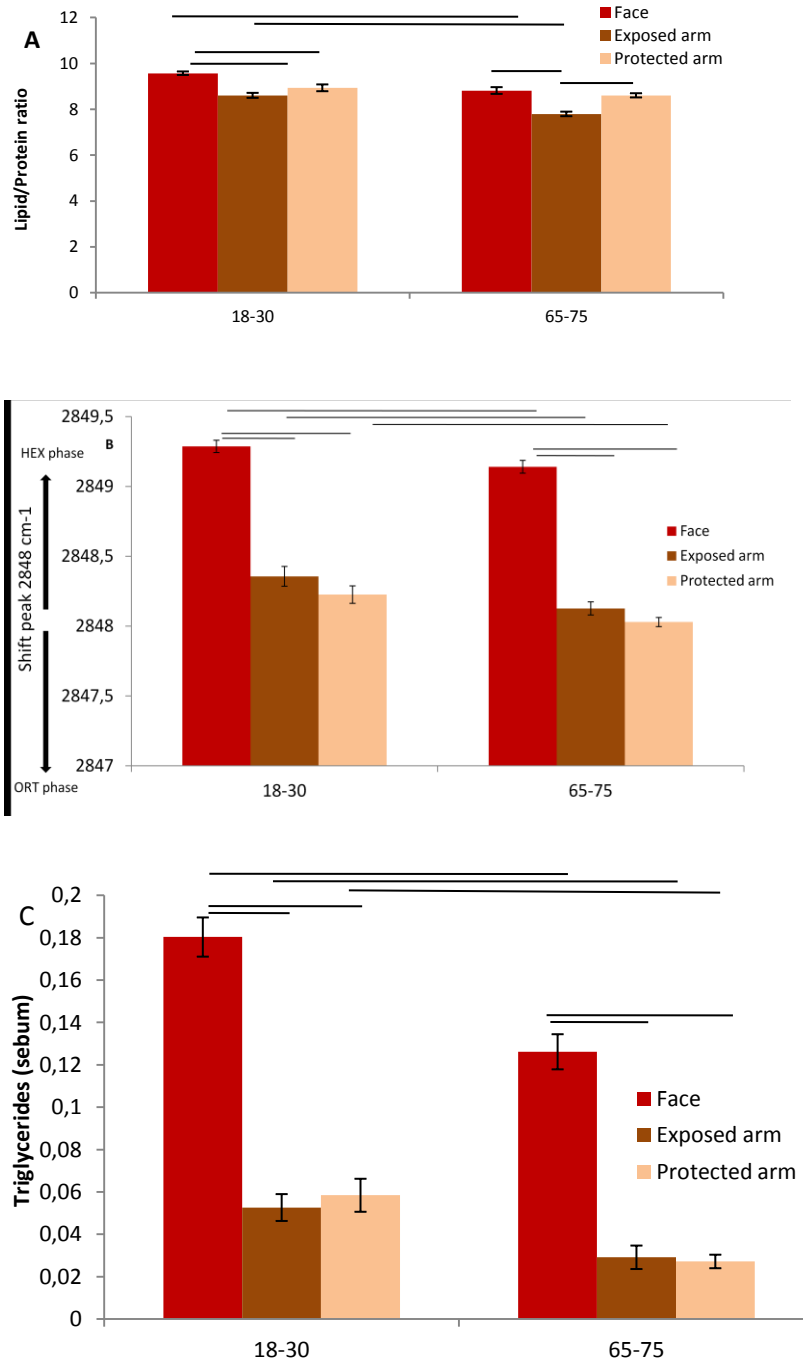 A
Lipid/Protein ratio
12
10
8
6
4
2
0
18-30
65-75
Face
Exposed arm
Protected arm
B
HEX phase
Shift peak 2848 cm-1
ORT phase
2849,5
2849
2848,5
2848
2847,5
2847
18-30
65-75
Face
Exposed arm
Protected arm
C
Triglycerides (sebum)
0,2
0,18
0,16
0,14
0,12
0,1
0,08
0,06
0,04
0,02
0
18-30
65-75
Face
Exposed arm
Protected arm